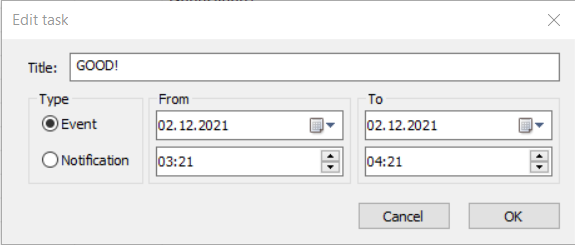 Edit task
Title: GOOD!
Type From To
Event 02.12.2021 02.12.2021
Notification 03:21 04:21
Cancel OK